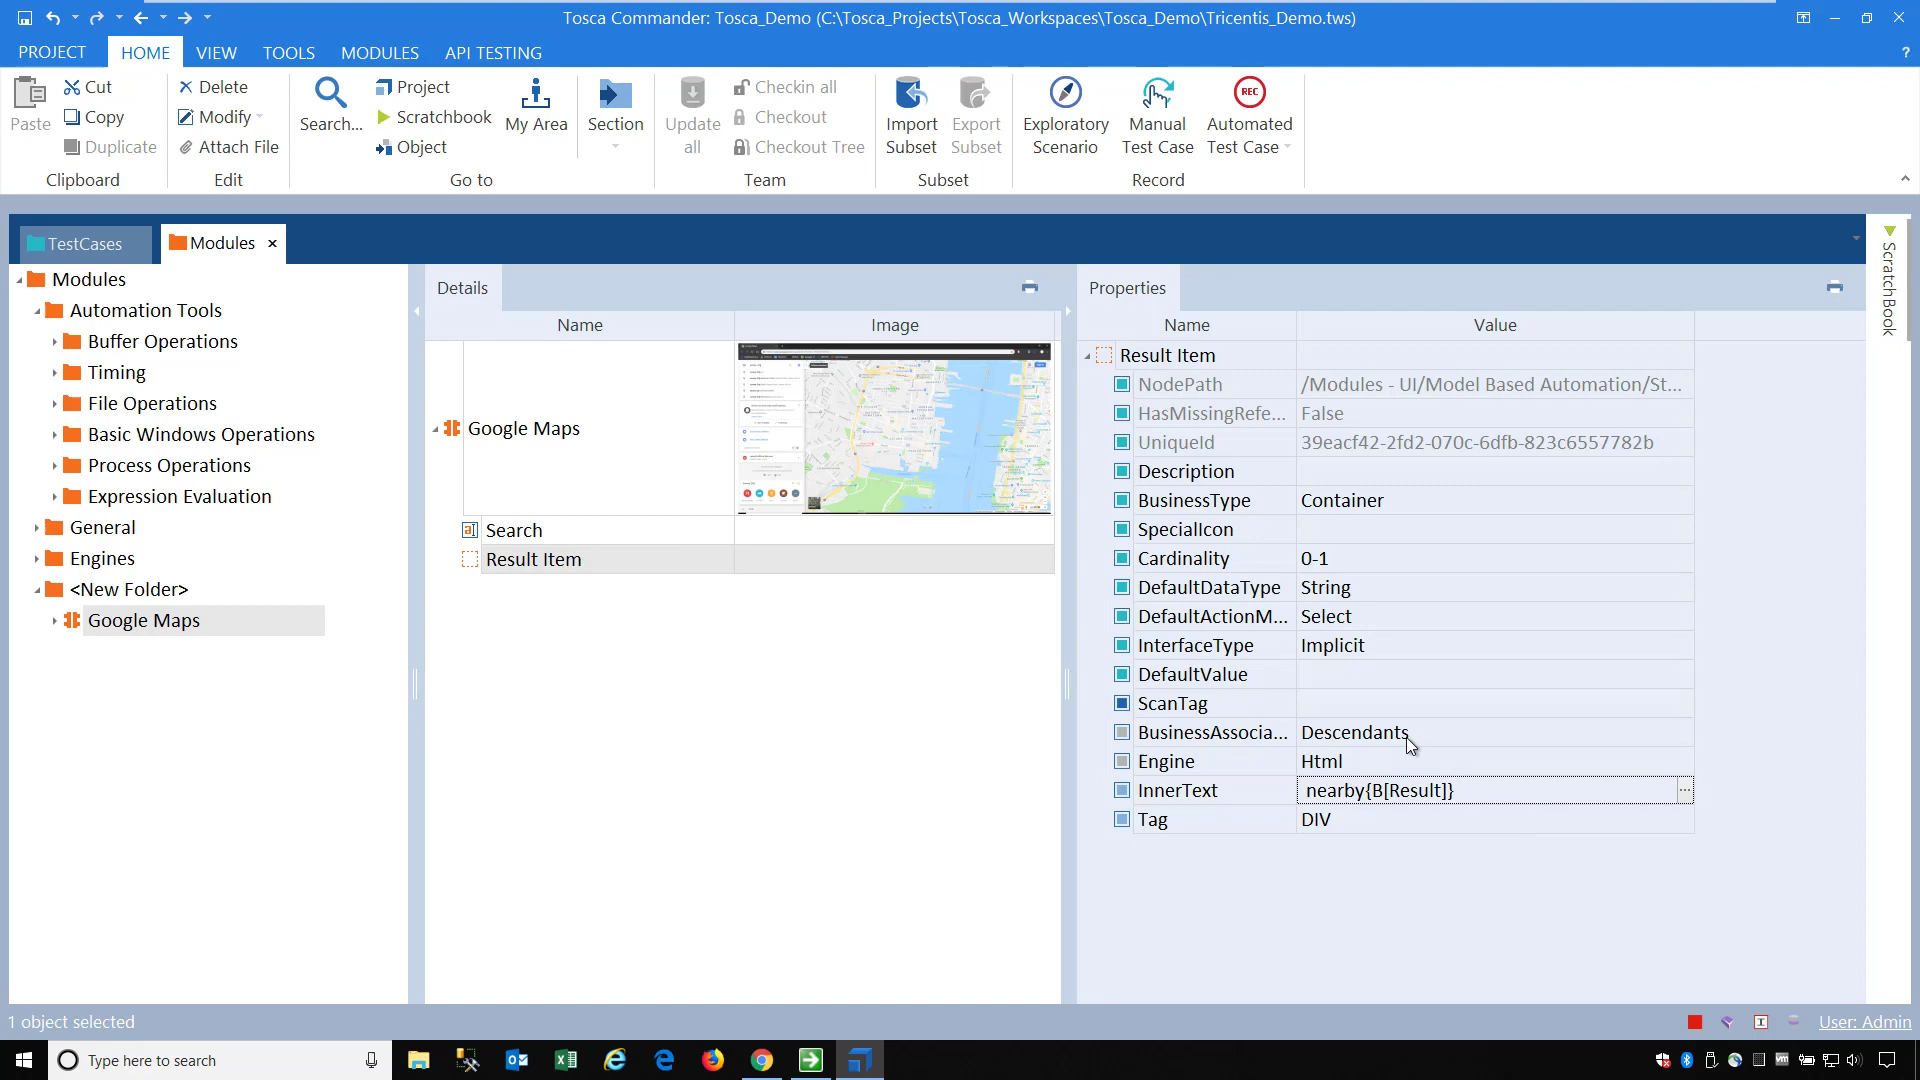 Tosca Commander: Tosca_Demo (C:\Tosca_Projects\Tosca_Workspaces\Tosca_Demo\Tricentis_Demo.tws)
PROJECT HOME VIEW TOOLS MODULES API TESTING ?
Paste
Cut
Copy
Duplicate
Clipboard
Delete
Modify
Attach File
Edit
Search...
Project
Scratchbook
Object
My Area
Section
Go to
Update all
Checkin all
Checkout
Checkout Tree
Team
Import Subset
Export Subset
Subset
Exploratory Scenario
Manual Test Case
REC
Automated Test Case
Record
TestCases
Modules
ScratchBook
Modules
Automation Tools
Buffer Operations
Timing
File Operations
Basic Windows Operations
Process Operations
Expression Evaluation
General
Engines
<New Folder>
Google Maps
Details
Name Image
Google Maps
Search
Result Item
Properties
Name Value
Result Item
NodePath /Modules - UI/Model Based Automation/St...
HasMissingRefe... False
UniqueId 39eacf42-2fd2-070c-6dfb-823c6557782b
Description
BusinessType Container
SpecialIcon
Cardinality 0-1
DefaultDataType String
DefaultActionM... Select
InterfaceType Implicit
DefaultValue
ScanTag
BusinessAssocia... Descendants
Engine Html
InnerText nearby{B[Result]} ...
Tag DIV
1 object selected
User: Admin
Type here to search